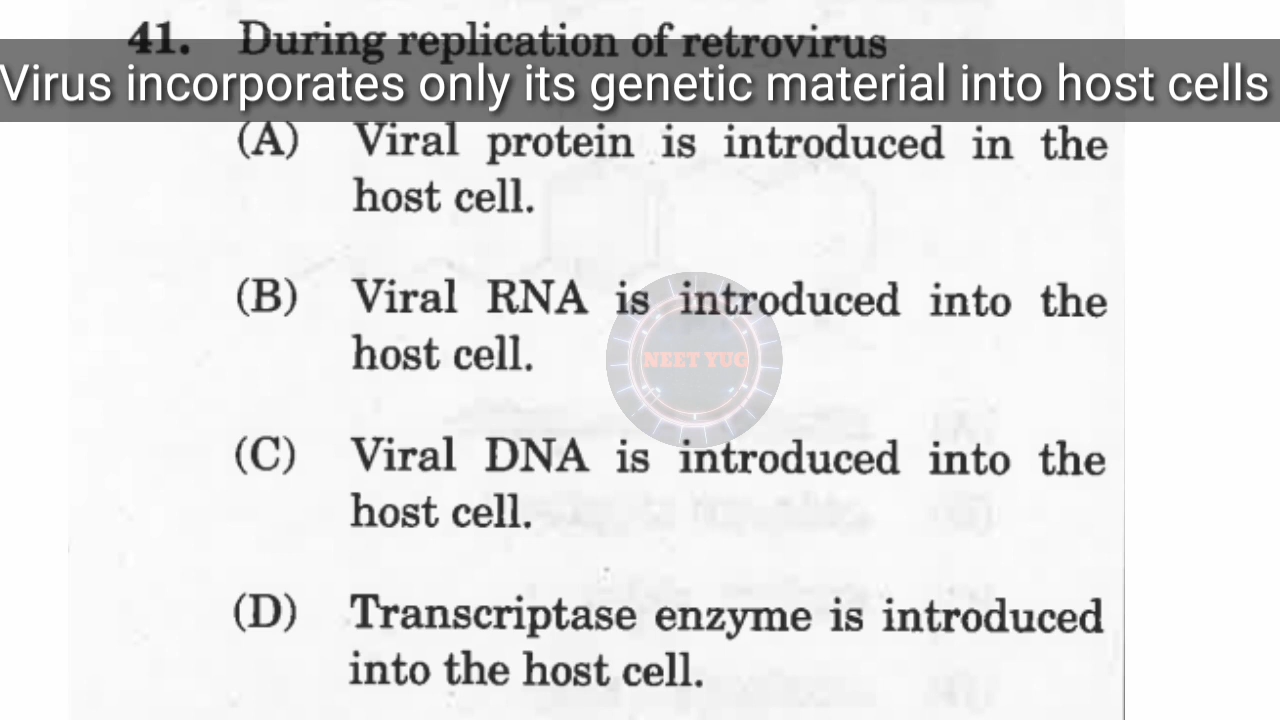 41. During replication of retrovirus
Virus incorporates only its genetic material into host cells
(A) Viral protein is introduced in the
host cell.
(B) Viral RNA is introduced into the
host cell.
NEET YUG
(C) Viral DNA is introduced into the
host cell.
(D) Transcriptase enzyme is introduced
into the host cell.